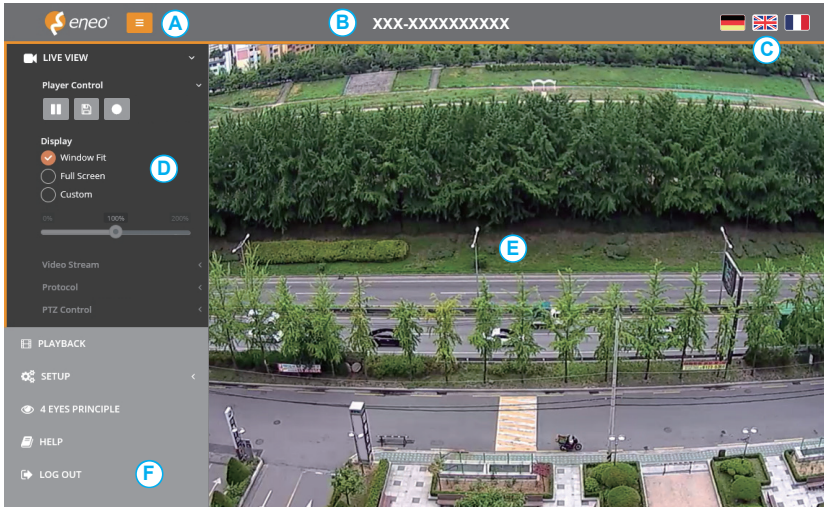 eneo A B XXX-XXXXXXXXXX
C
LIVE VIEW
Player Control
Display
Window Fit
D
Full Screen
Custom
0% 100% 200%
E
Video Stream
Protocol
PTZ Control
PLAYBACK
SETUP
4 EYES PRINCIPLE
HELP
LOG OUT F